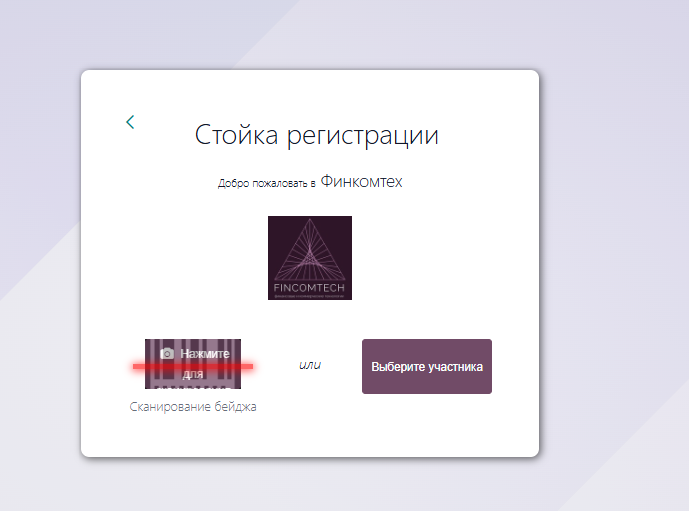 Стойка регистрации
Добро пожаловать в Финкомтех
FINCOMTECH
Нажмите
для
или
Выберите участника
Сканирование бейджа